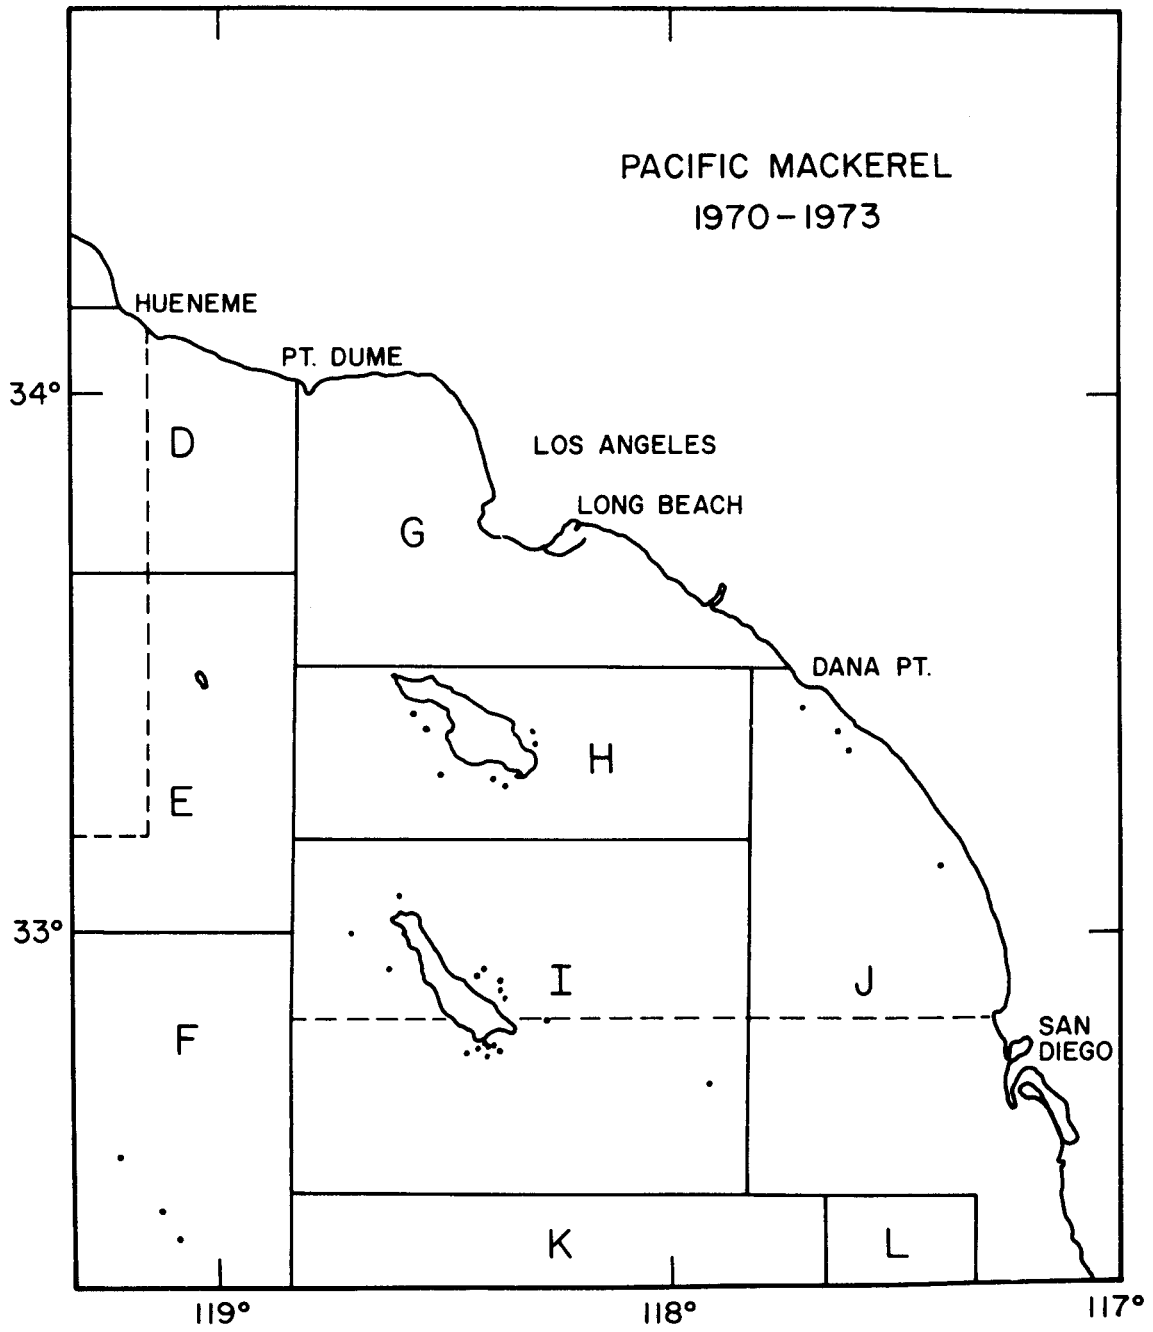 PACIFIC MACKEREL
1970-1973
HUENEME
PT. DUME
34°
D
LOS ANGELES
LONG BEACH
G
DANA PT.
H
E
33°
I
J
SAN
DIEGO
F
K
L
119°
118°
117°